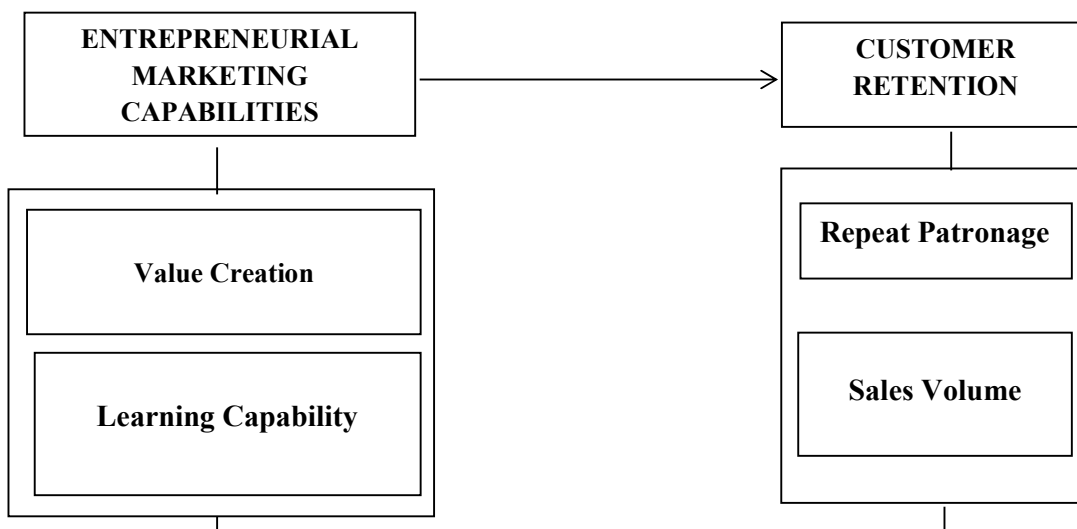 ENTREPRENEURIAL
MARKETING
CAPABILITIES
CUSTOMER
RETENTION
Value Creation
Learning Capability
Repeat Patronage
Sales Volume